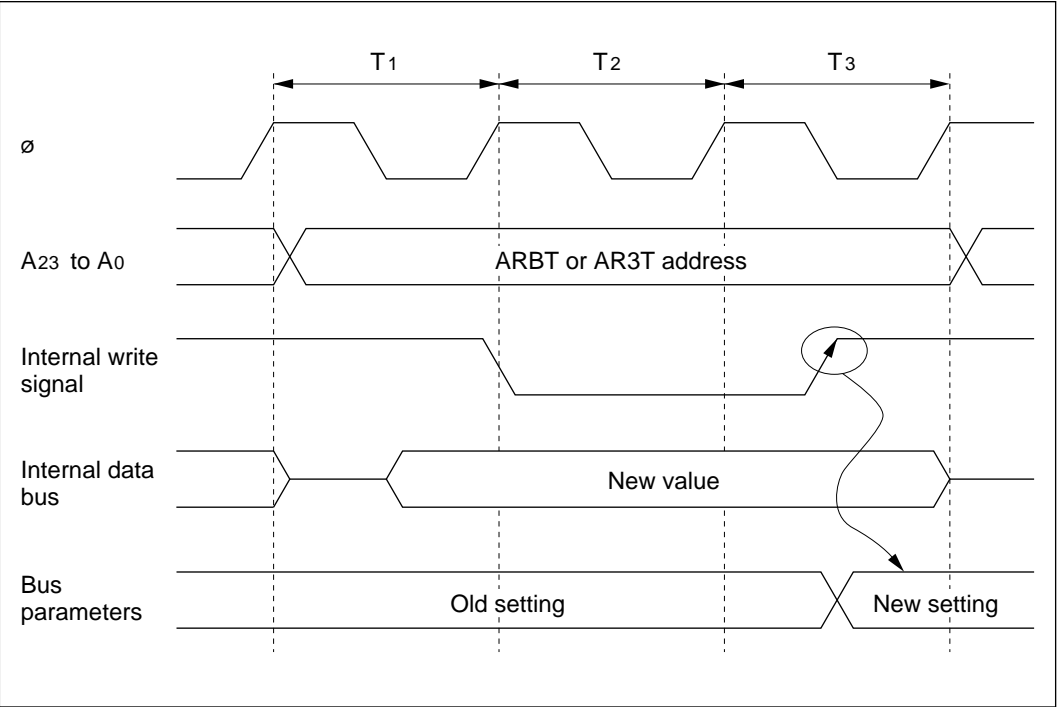 T1 T2 T3
ø
A23 to A0
ARBT or AR3T address
Internal write
signal
Internal data
bus
New value
Bus
parameters
Old setting
New setting